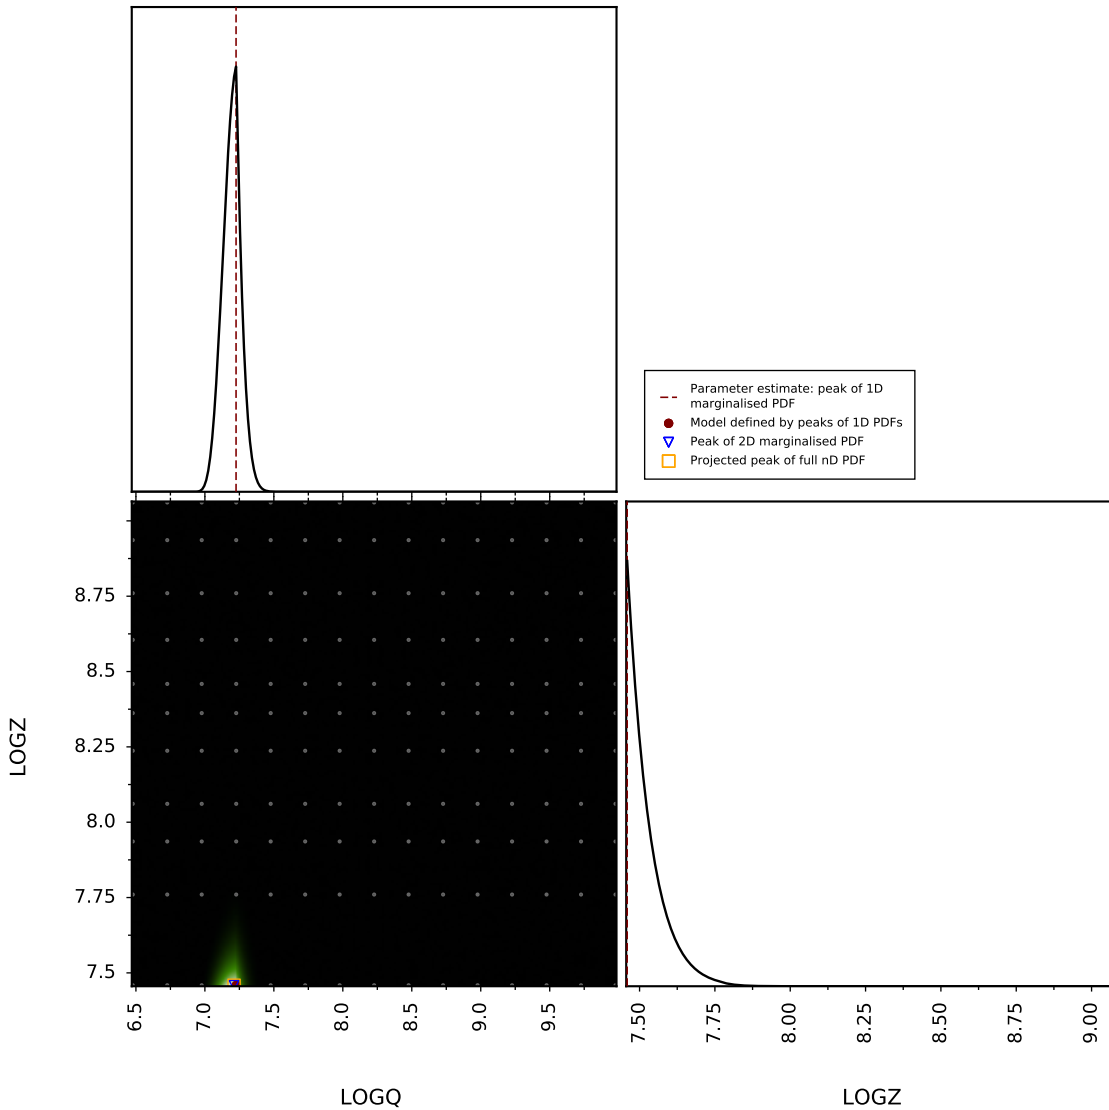 Parameter estimate: peak of 1D
marginalised PDF
Model defined by peaks of 1D PDFs
Peak of 2D marginalised PDF
Projected peak of full nD PDF
8.75
8.5
8.25
8.0
7.75
7.5
LOGZ
6.5 7.0 7.5 8.0 8.5 9.0 9.5
7.50 7.75 8.00 8.25 8.50 8.75 9.00
LOGQ
LOGZ